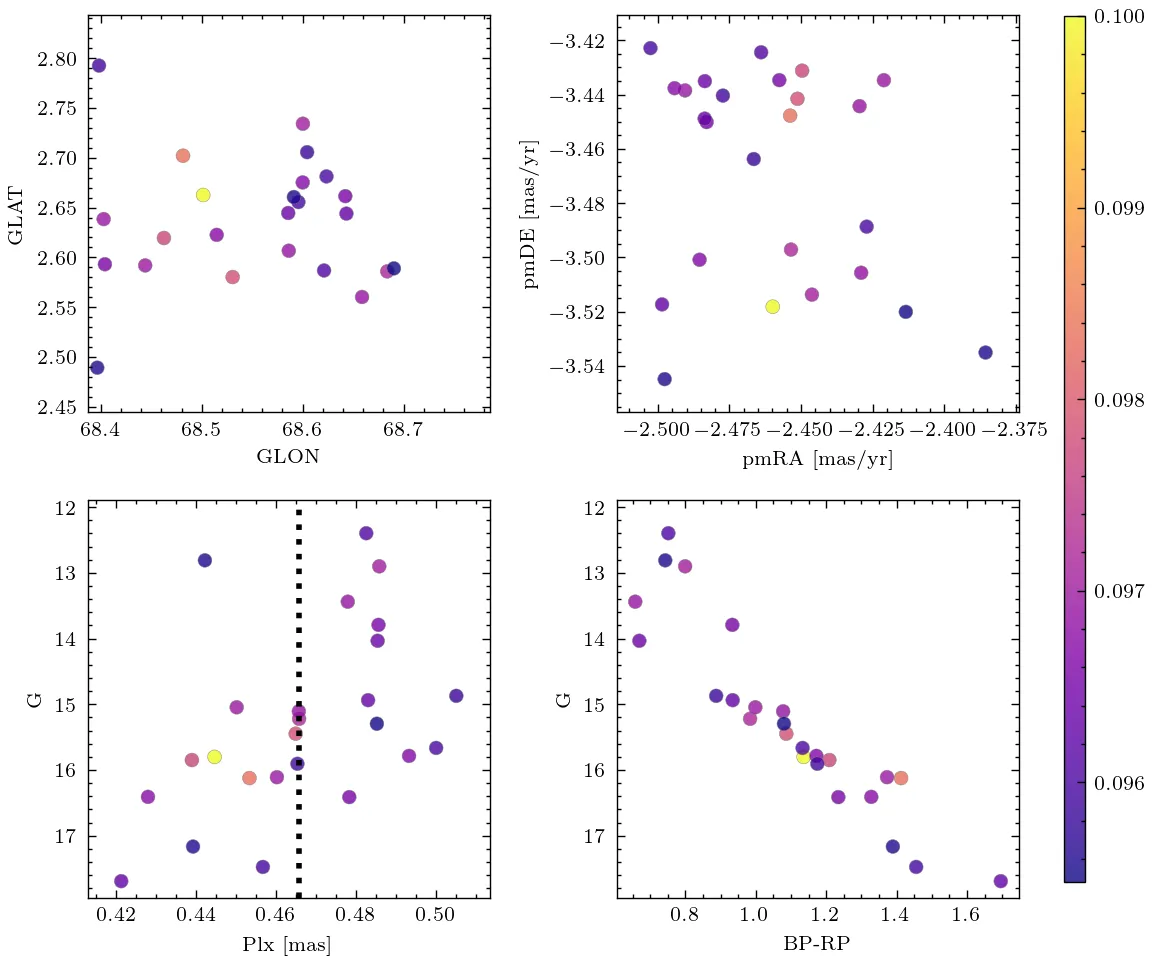 2.80
2.75
2.70
2.65
2.60
2.55
2.50
2.45
GLAT
68.4 68.5 68.6 68.7
GLON
−3.42
−3.44
−3.46
−3.48
−3.50
−3.52
−3.54
pmDE [mas/yr]
−2.500 −2.475 −2.450 −2.425 −2.400 −2.375
pmRA [mas/yr]
12
13
14
15
16
17
G
0.42 0.44 0.46 0.48 0.50
Plx [mas]
12
13
14
15
16
17
G
0.8 1.0 1.2 1.4 1.6
BP-RP
0.100
0.099
0.098
0.097
0.096